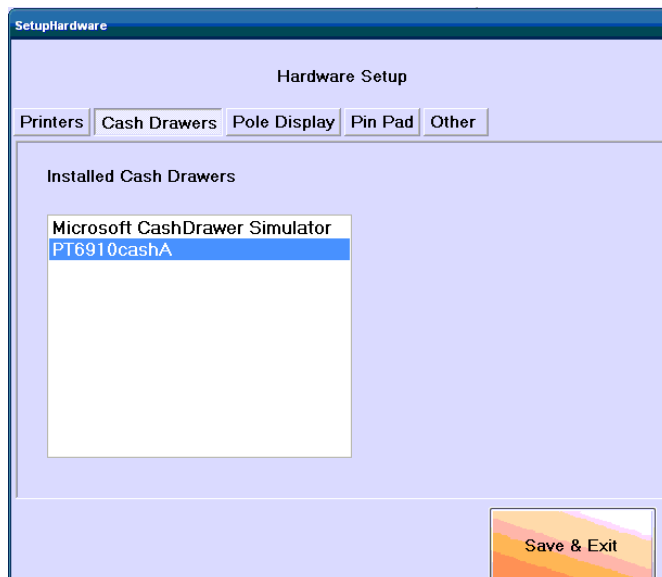 SetupHardware
Hardware Setup
Printers Cash Drawers Pole Display Pin Pad Other
Installed Cash Drawers
Microsoft CashDrawer Simulator
PT6910cashA
Save & Exit